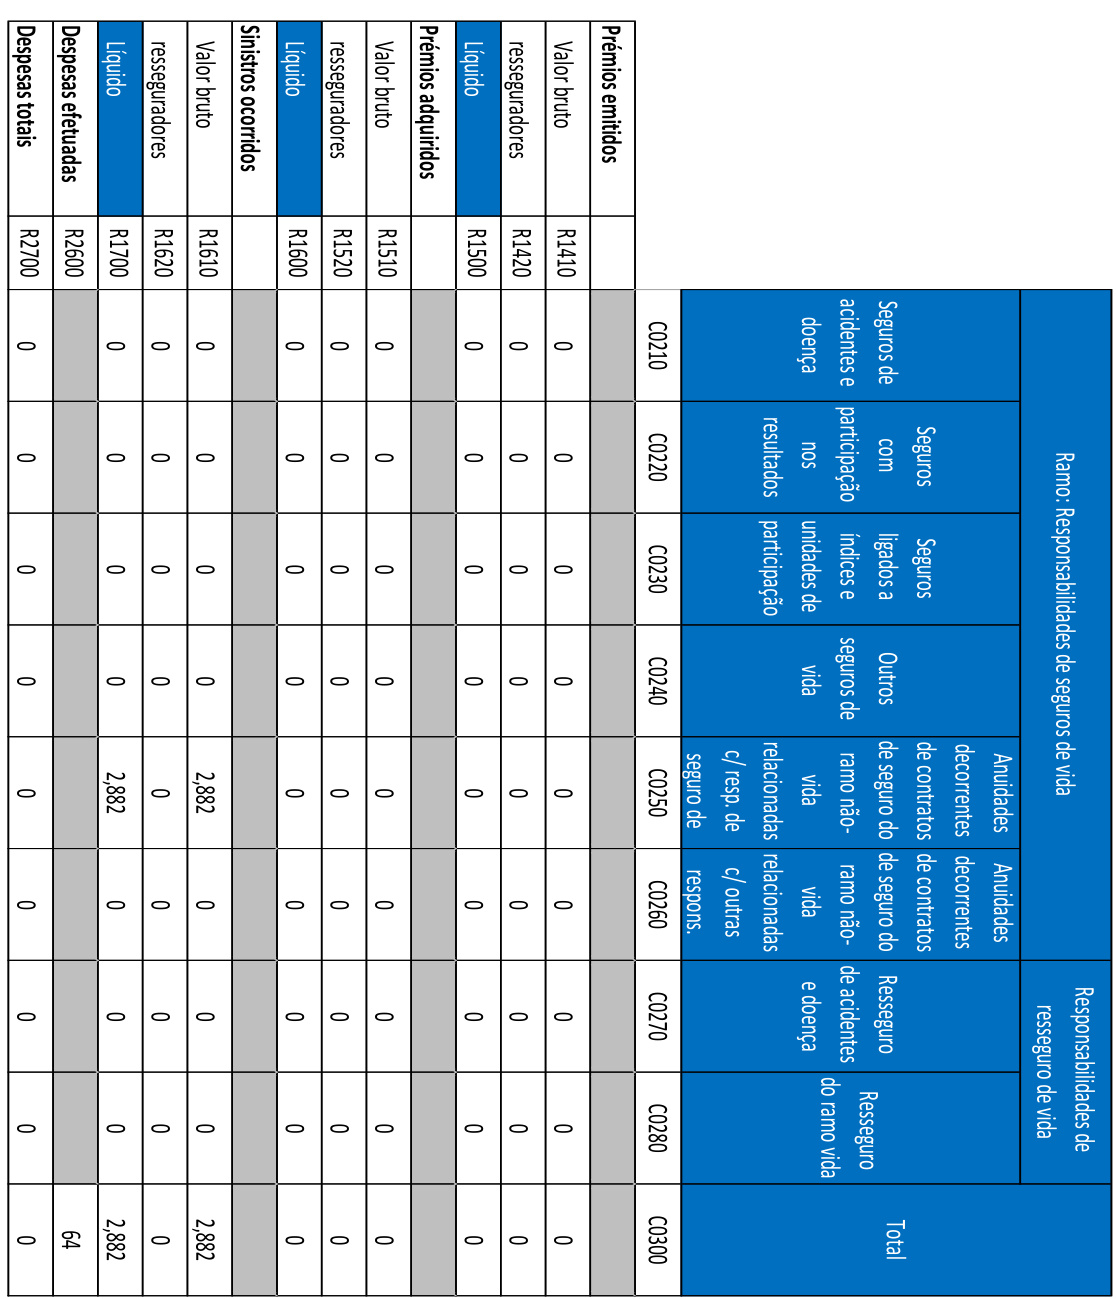 Ramo: Responsabilidades de seguros de vida
Responsabilidades de
resseguro de vida
Total
Seguros de
acidentes e
doença
Seguros
com
participação
nos
resultados
Seguros
ligados a
índices e
unidades de
participação
Outros
seguros de
vida
Anuidades
decorrentes
de contratos
de seguro do
ramo não-
vida
relacionadas
c/ resp. de
seguro de
Anuidades
decorrentes
de contratos
de seguro do
ramo não-
vida
relacionadas
c/ outras
respons.
Resseguro
de acidentes
e doença
Resseguro
do ramo vida
C0210 C0220 C0230 C0240 C0250 C0260 C0270 C0280 C0300
Prémios emitidos
Valor bruto R1410 0 0 0 0 0 0 0 0 0
resseguradores R1420 0 0 0 0 0 0 0 0 0
Líquido R1500 0 0 0 0 0 0 0 0 0
Prémios adquiridos
Valor bruto R1510 0 0 0 0 0 0 0 0 0
resseguradores R1520 0 0 0 0 0 0 0 0 0
Líquido R1600 0 0 0 0 0 0 0 0 0
Sinistros ocorridos
Valor bruto R1610 0 0 0 0 2,882 0 0 0 2,882
resseguradores R1620 0 0 0 0 0 0 0 0 0
Líquido R1700 0 0 0 0 2,882 0 0 0 2,882
Despesas efetuadas R2600 64
Despesas totais R2700 0 0 0 0 0 0 0 0 0